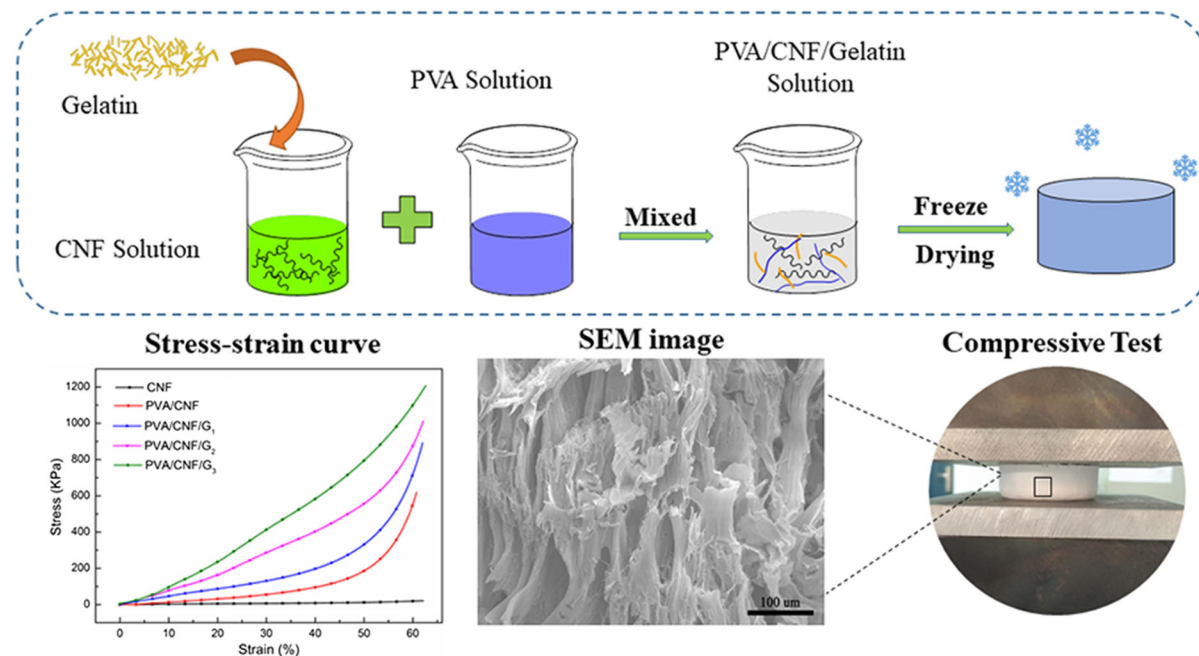 Gelatin
CNF Solution
PVA Solution
Mixed
PVA/CNF/Gelatin
Solution
Freeze
Drying
Stress-strain curve
1200
1000
800
600
400
200
0
Stress (KPa)
CNF
PVA/CNF
PVA/CNF/G₁
PVA/CNF/G₂
PVA/CNF/G₃
0 10 20 30 40 50 60
Strain (%)
SEM image
100 um
Compressive Test